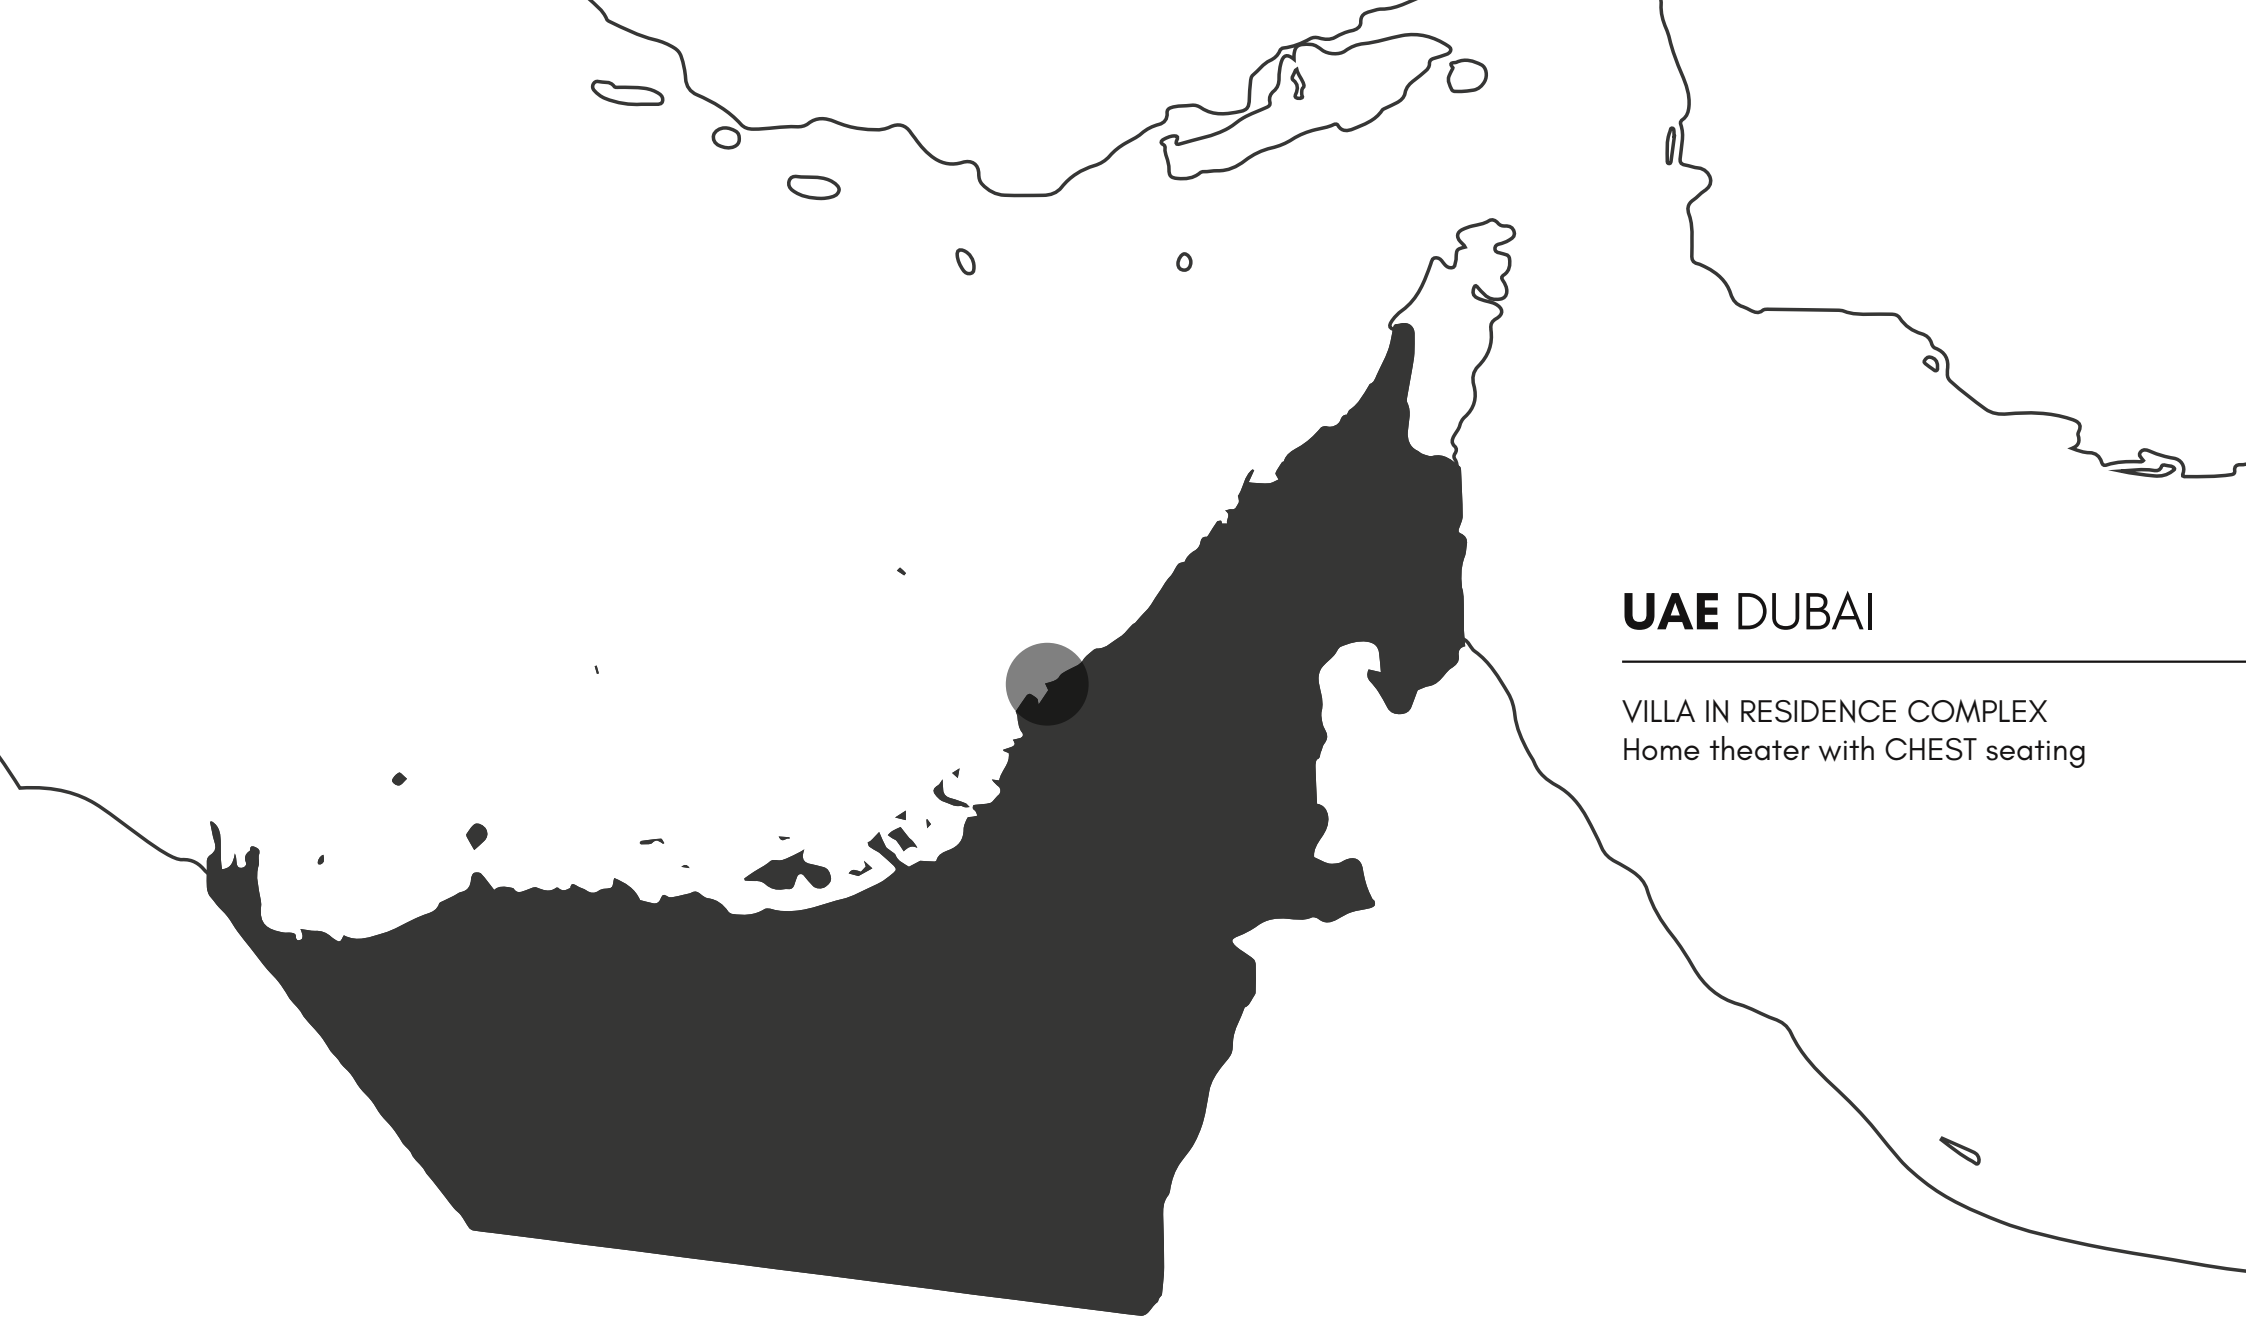 UAE DUBAI
VILLA IN RESIDENCE COMPLEX
Home theater with CHEST seating